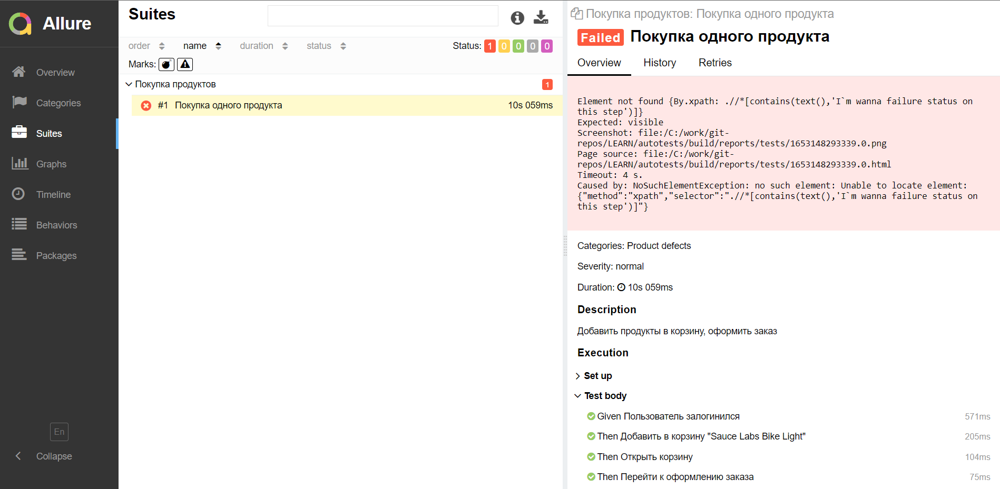 Allure
Overview
Categories
Suites
Graphs
Timeline
Behaviors
Packages
En
Collapse
Suites
order name duration status Status: 1 0 0 0 0
Marks:
Покупка продуктов 1
#1 Покупка одного продукта 10s 059ms
Покупка продуктов: Покупка одного продукта
Failed Покупка одного продукта
Overview History Retries
Element not found {By.xpath: .//*[contains(text(),'I`m wanna failure status on
this step')]}
Expected: visible
Screenshot: file:/C:/work/git-
repos/LEARN/autotests/build/reports/tests/1653148293339.0.png
Page source: file:/C:/work/git-
repos/LEARN/autotests/build/reports/tests/1653148293339.0.html
Timeout: 4 s.
Caused by: NoSuchElementException: no such element: Unable to locate element:
{"method":"xpath","selector":".//*[contains(text(),'I`m wanna failure status on
this step')]"}
Categories: Product defects
Severity: normal
Duration: 10s 059ms
Description
Добавить продукты в корзину, оформить заказ
Execution
Set up
Test body
Given Пользователь залогинился 571ms
Then Добавить в корзину "Sauce Labs Bike Light" 205ms
Then Открыть корзину 104ms
Then Перейти к оформлению заказа 75ms